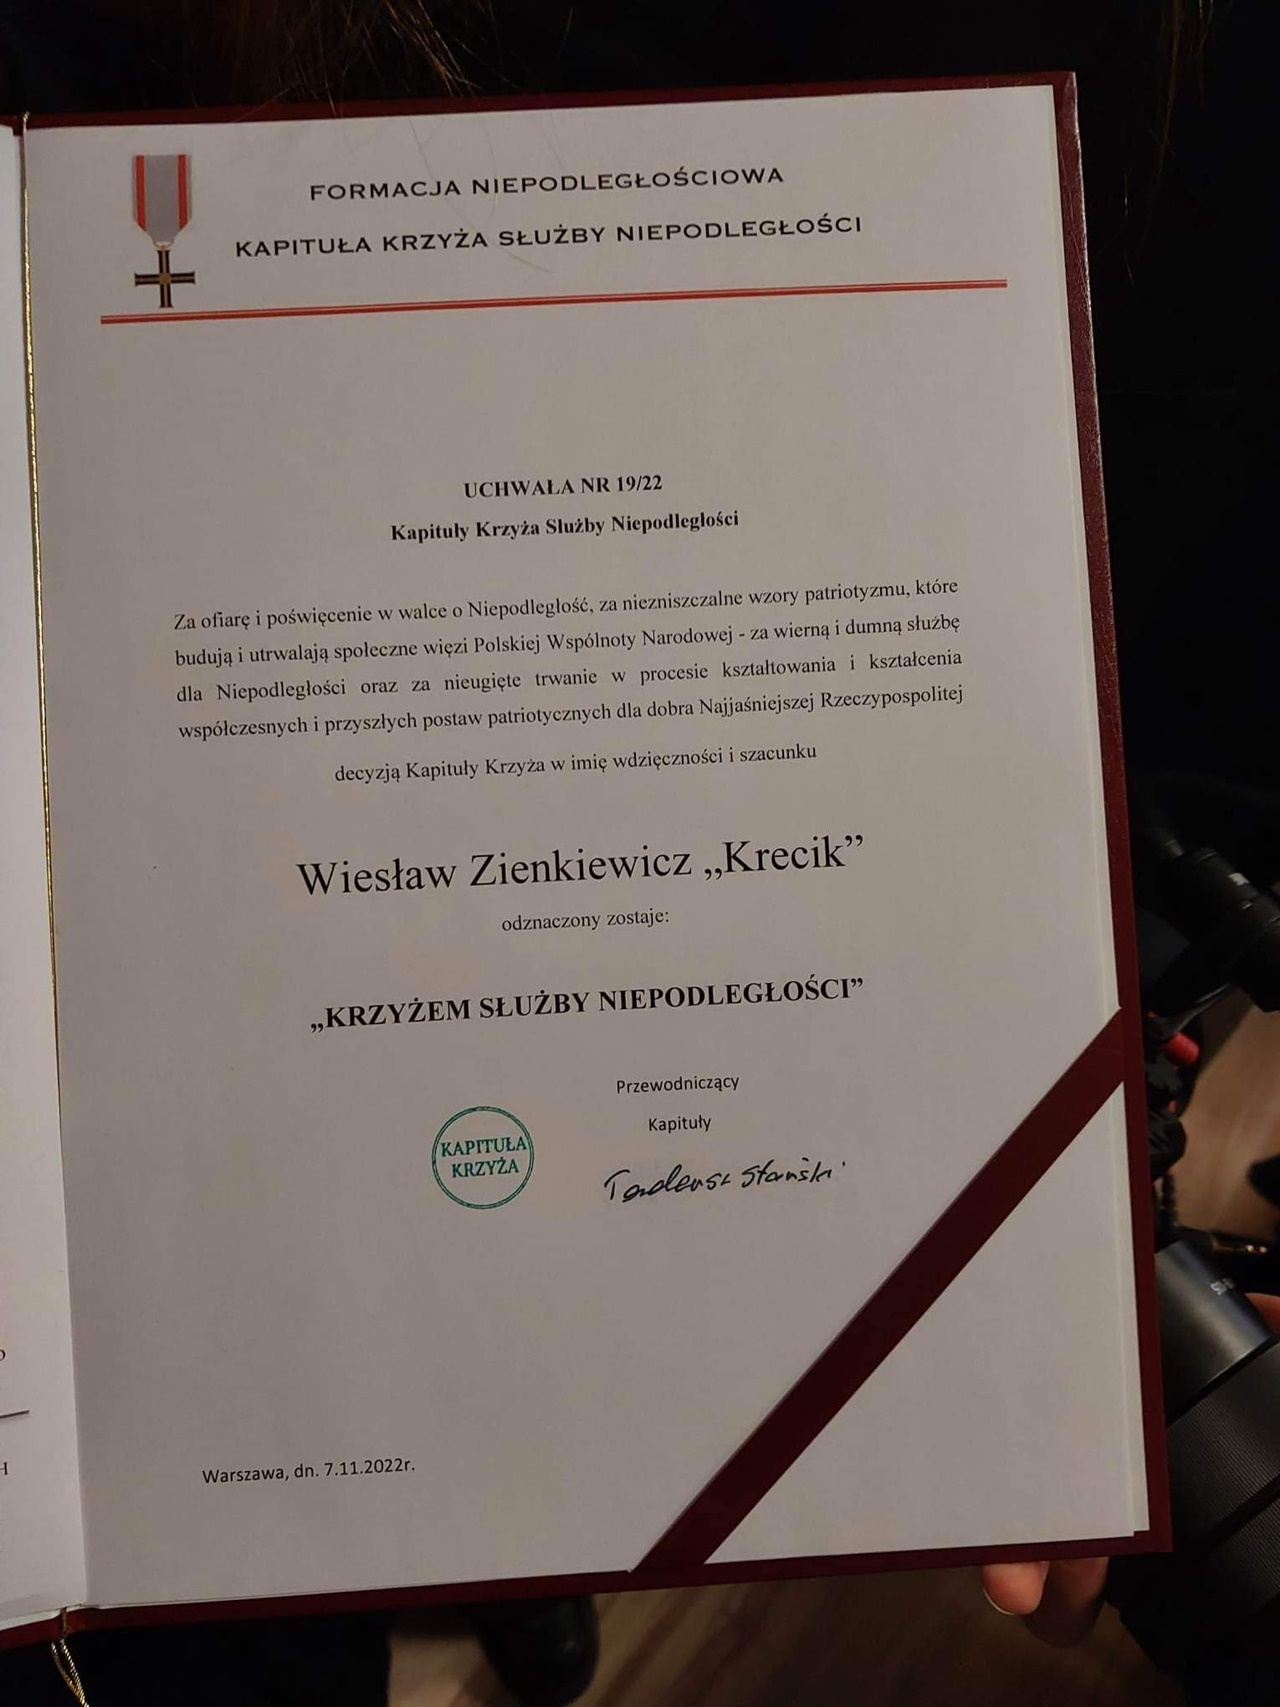 FORMACJA NIEPODLEGŁOŚCIOWA
KAPITUŁA KRZYŻA SŁUŻBY NIEPODLEGŁOŚCI
UCHWAŁA NR 19/22
Kapituły Krzyża Służby Niepodległości
Za ofiarę i poświęcenie w walce o Niepodległość, za niezniszczalne wzory patriotyzmu, które
budują i utrwalają społeczne więzi Polskiej Wspólnoty Narodowej - za wierną i dumną służbę
dla Niepodległości oraz za nieugięte trwanie w procesie kształtowania i kształcenia
współczesnych i przyszłych postaw patriotycznych dla dobra Najjaśniejszej Rzeczypospolitej
decyzją Kapituły Krzyża w imię wdzięczności i szacunku
Wiesław Zienkiewicz „Krecik”
odznaczony zostaje:
„KRZYŻEM SŁUŻBY NIEPODLEGŁOŚCI”
Przewodniczący
Kapituły
KAPITUŁA
KRZYŻA
Tadeusz Stański
Warszawa, dn. 7.11.2022r.